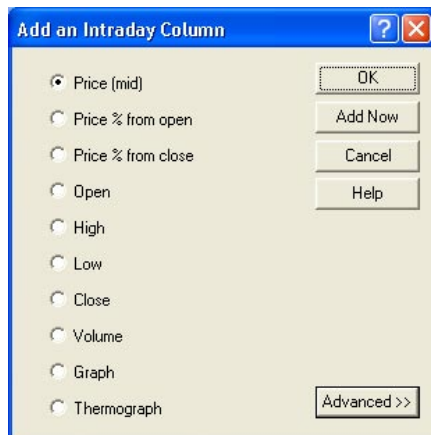 Add an Intraday Column
Price (mid)
Price % from open
Price % from close
Open
High
Low
Close
Volume
Graph
Thermograph
OK
Add Now
Cancel
Help
Advanced >>